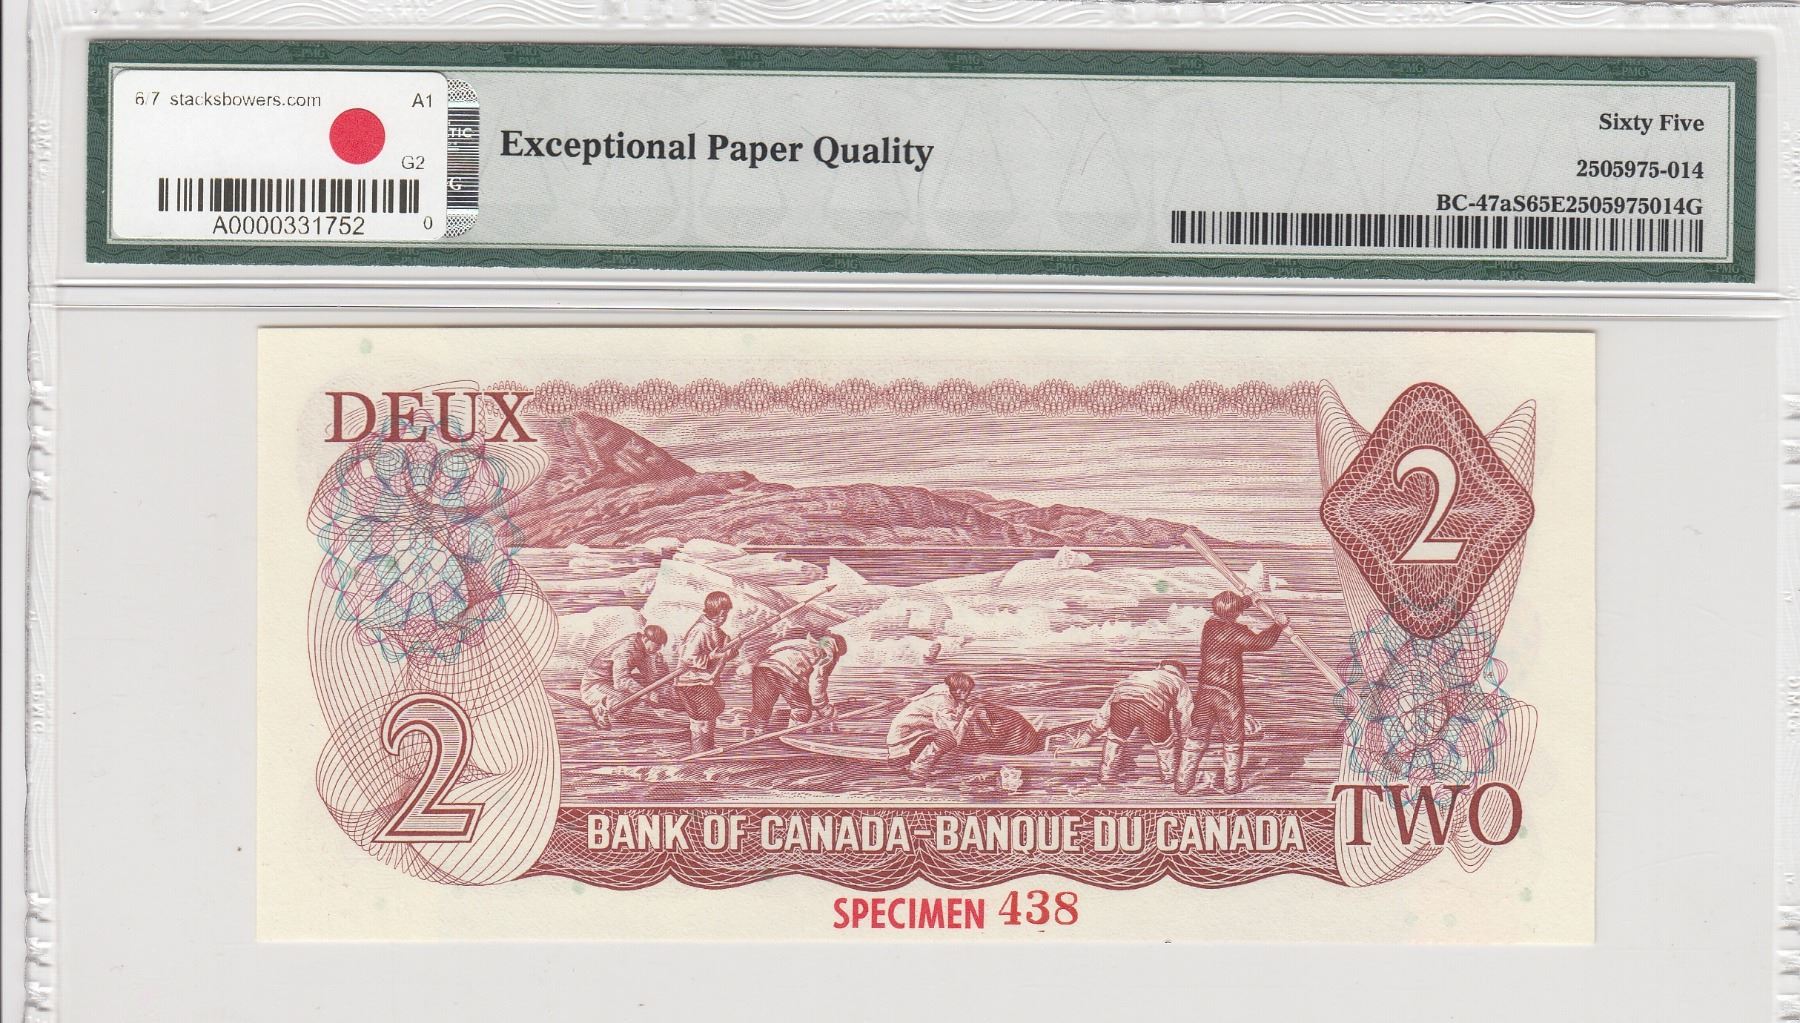 6/7 stacksbowers.com A1
G2
A0000331752 0
TIC
G
Exceptional Paper Quality
Sixty Five
2505975-014
BC-47aS65E2505975014G
DEUX
2
2
TWO
BANK OF CANADA-BANQUE DU CANADA
SPECIMEN 438